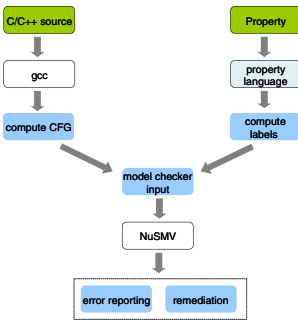 C/C++ source
Property
gcc
property
language
compute CFG
compute
labels
model checker
input
NuSMV
error reporting
remediation